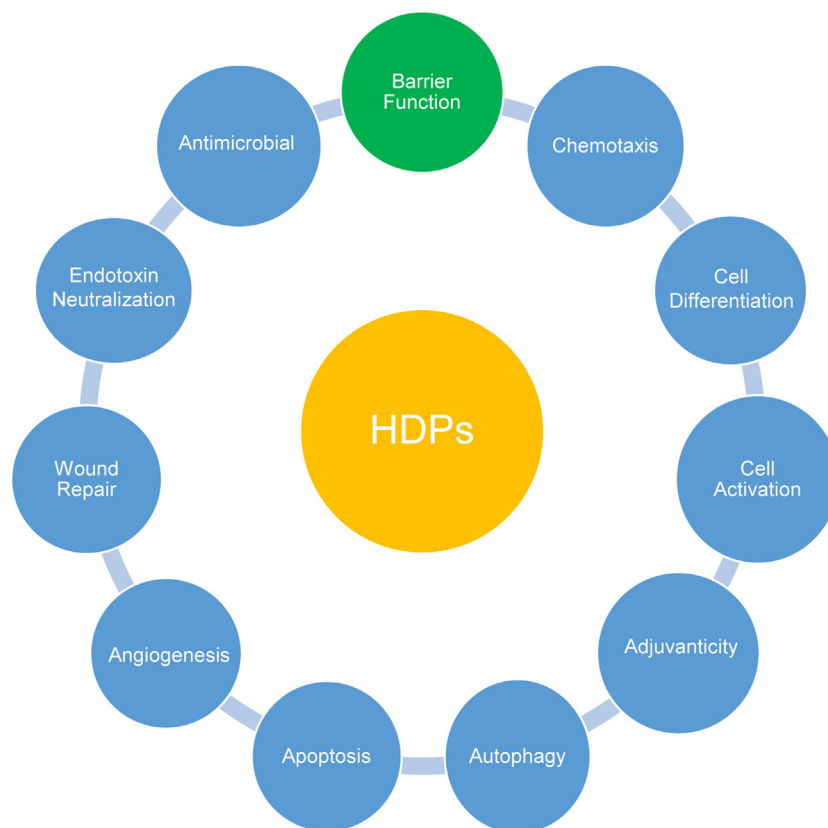 Barrier
Function
Chemotaxis
Cell
Differentiation
Cell
Activation
Adjuvanticity
Autophagy
Apoptosis
Angiogenesis
Wound
Repair
Endotoxin
Neutralization
Antimicrobial
HDPs